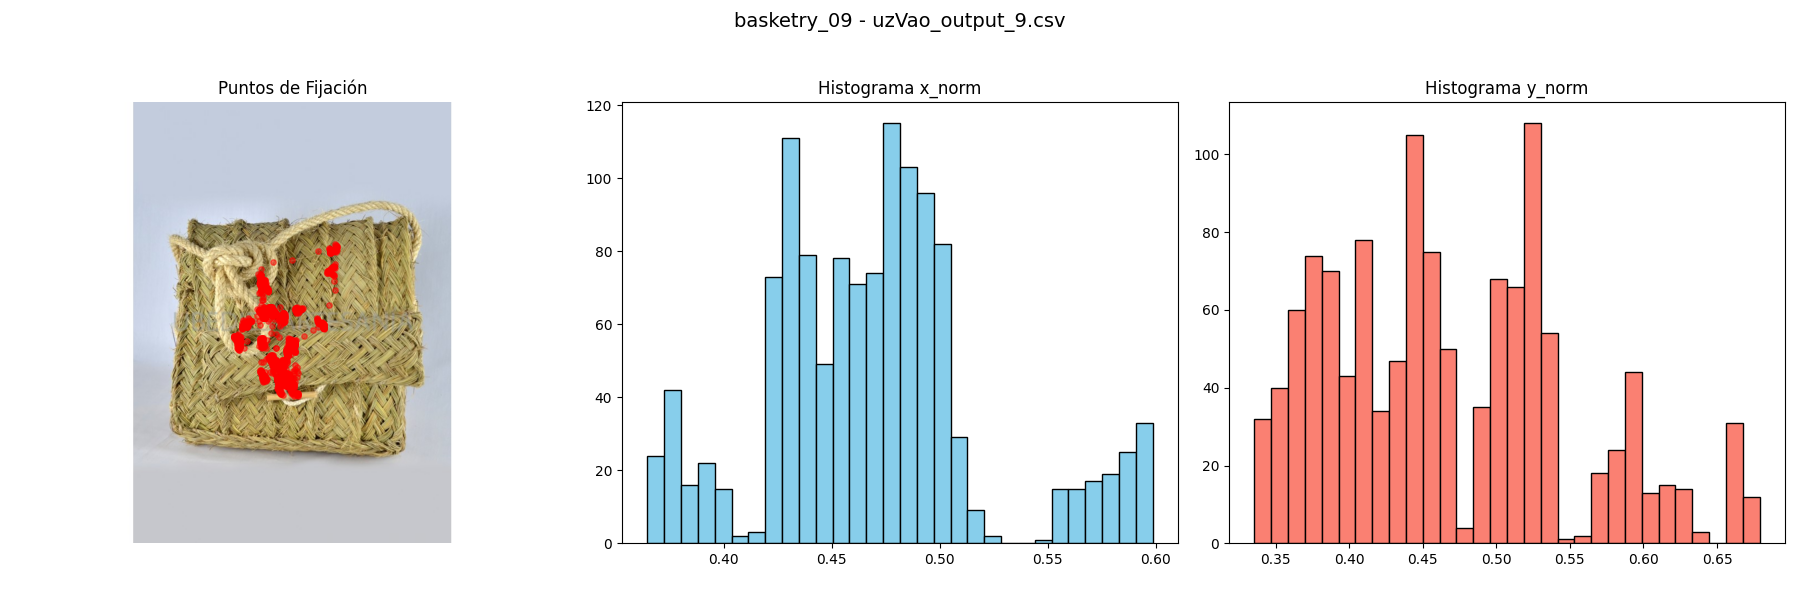 basketry_09 - uzVao_output_9.csv
Puntos de Fijación
Histograma x_norm
120
100
80
60
40
20
0
0.40 0.45 0.50 0.55 0.60
Histograma y_norm
100
80
60
40
20
0
0.35 0.40 0.45 0.50 0.55 0.60 0.65